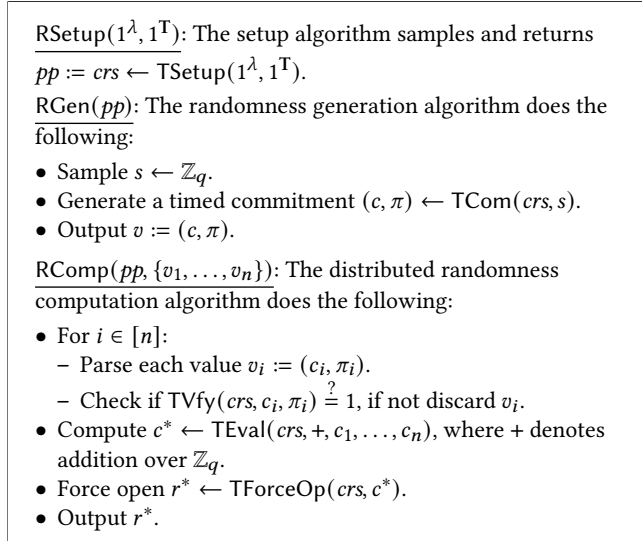 RSetup(1^λ, 1^T): The setup algorithm samples and returns
pp := crs ← TSetup(1^λ, 1^T).
RGen(pp): The randomness generation algorithm does the
following:
• Sample s ← ℤ_q.
• Generate a timed commitment (c, π) ← TCom(crs, s).
• Output v := (c, π).
RComp(pp, {v_1, . . . , v_n}): The distributed randomness
computation algorithm does the following:
• For i ∈ [n]:
– Parse each value v_i := (c_i, π_i).
– Check if TVfy(crs, c_i, π_i) ≟ 1, if not discard v_i.
• Compute c* ← TEval(crs, +, c_1, . . . , c_n), where + denotes
addition over ℤ_q.
• Force open r* ← TForceOp(crs, c*).
• Output r*.